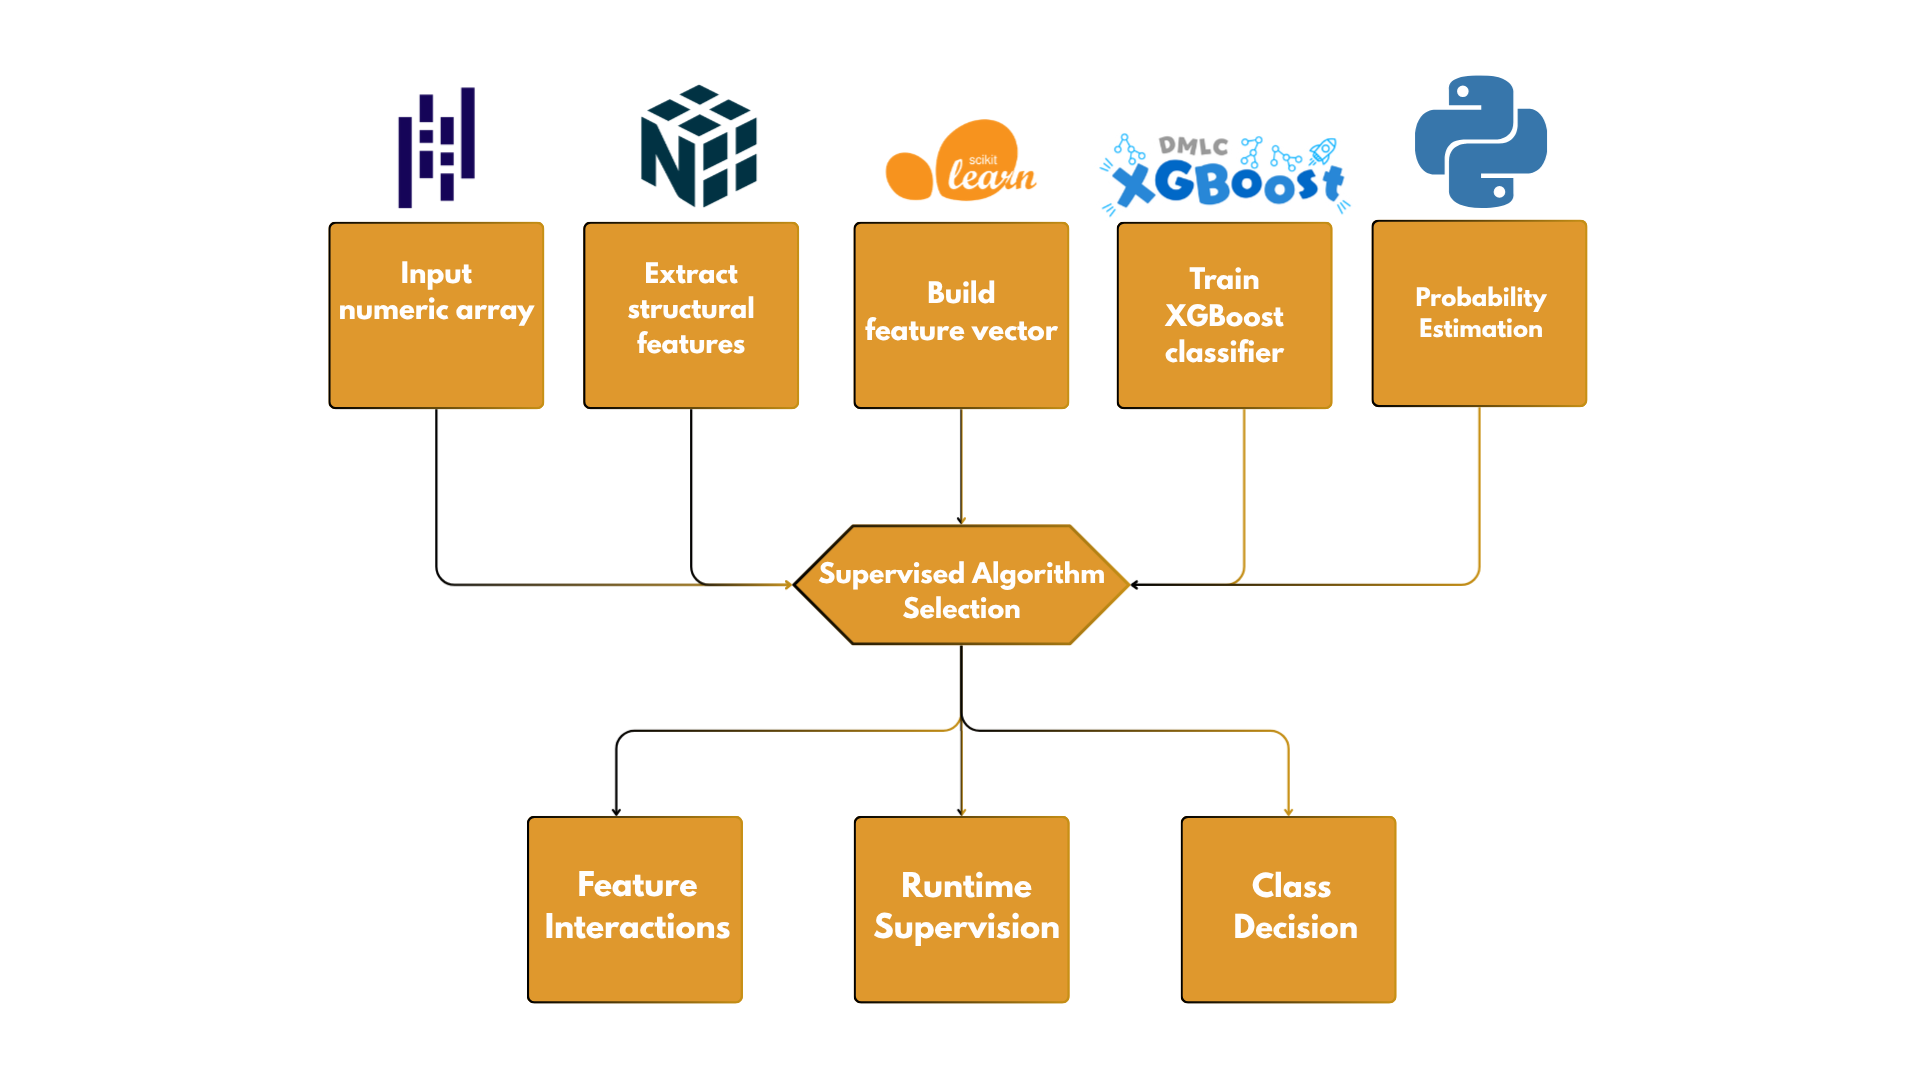 scikit
learn
DMLC
XGBoost
Input
numeric array
Extract
structural
features
Build
feature vector
Train
XGBoost
classifier
Probability
Estimation
Supervised Algorithm
Selection
Feature
Interactions
Runtime
Supervision
Class
Decision